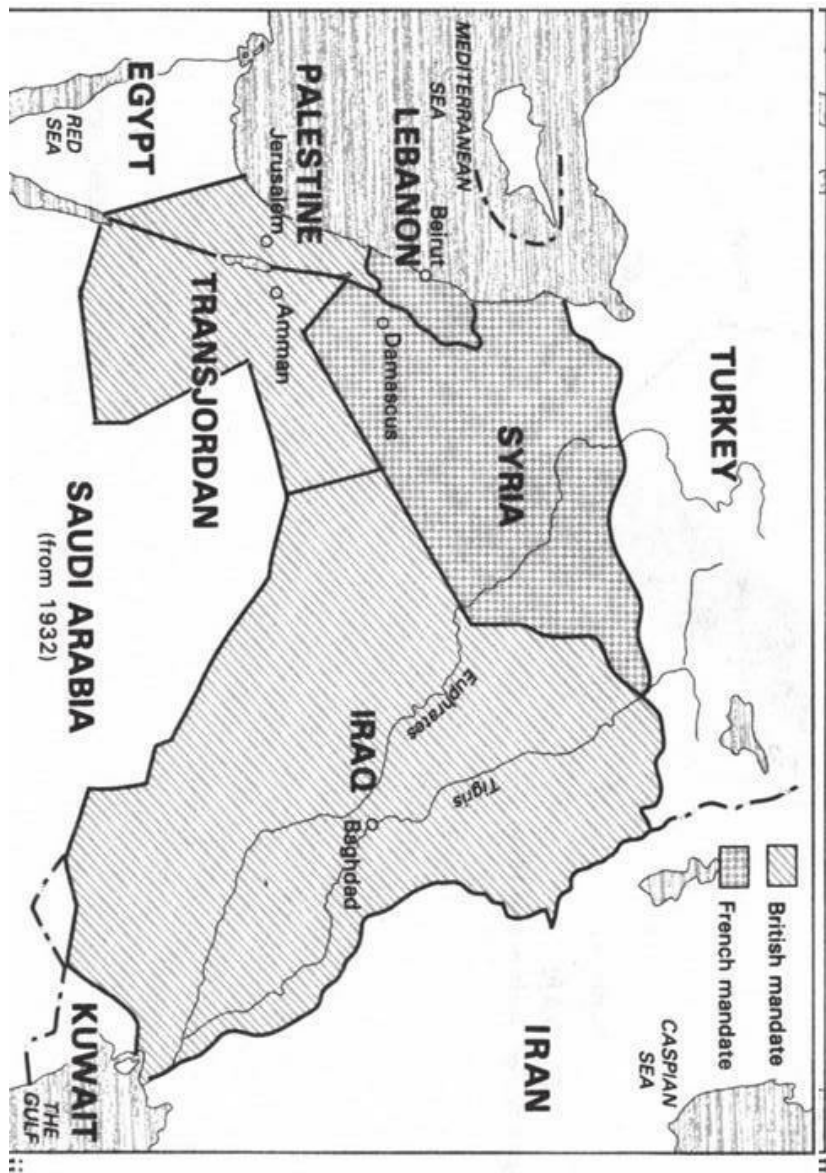 TURKEY
British mandate
French mandate
CASPIAN
SEA
MEDITERRANEAN
SEA
SYRIA
LEBANON
Beirut
Damascus
Euphrates
Tigris
IRAN
PALESTINE
Jerusalem
Amman
IRAQ
Baghdad
EGYPT
TRANSJORDAN
RED
SEA
SAUDI ARABIA
(from 1932)
KUWAIT
THE
GULF